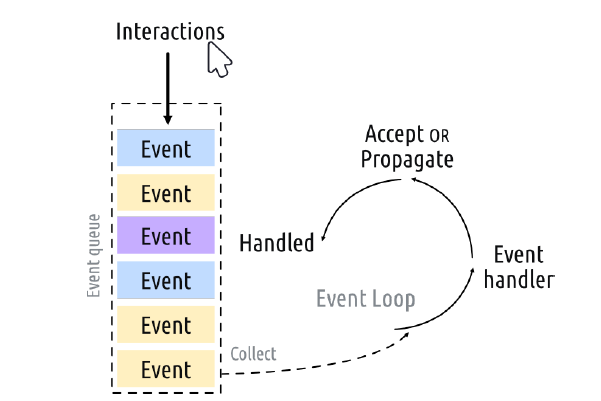 Interactions
Event
Event
Event
Event
Event
Event
Event queue
Collect
Event Loop
Event
handler
Accept OR
Propagate
Handled